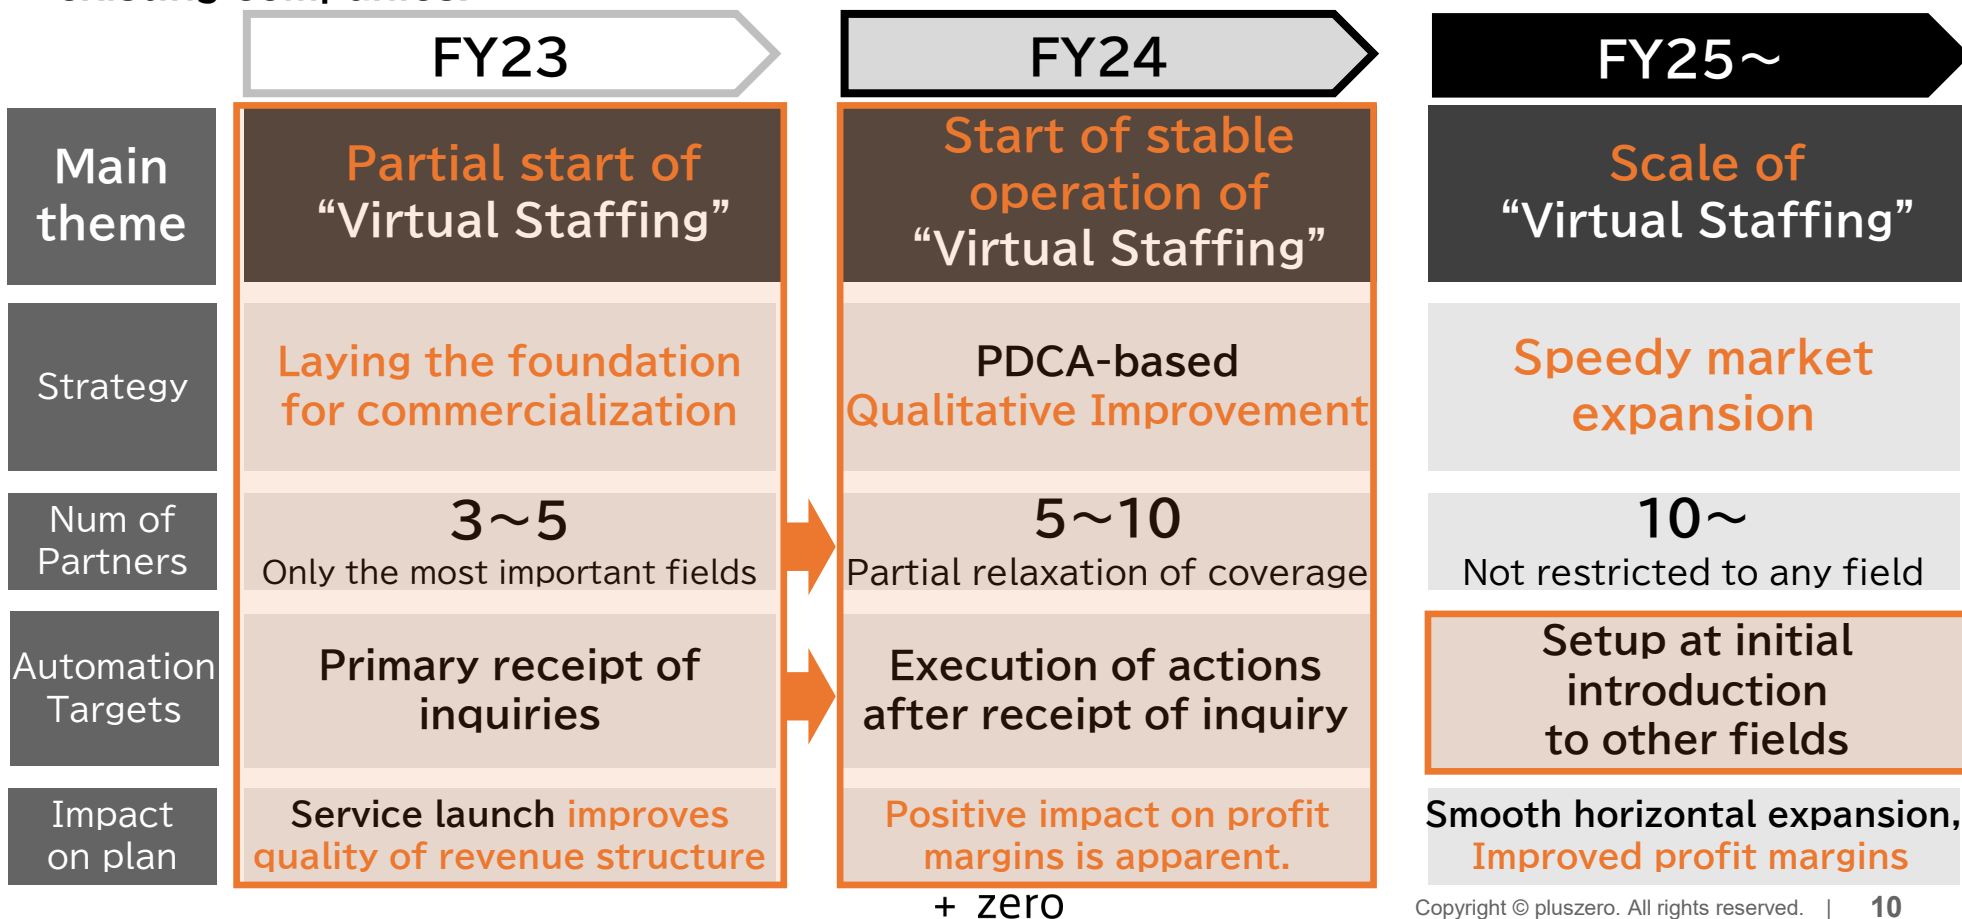 existing companies.
FY23
FY24
FY25~
Main
theme
Partial start of
“Virtual Staffing”
Start of stable
operation of
“Virtual Staffing”
Scale of
“Virtual Staffing”
Strategy
Laying the foundation
for commercialization
PDCA-based
Qualitative Improvement
Speedy market
expansion
Num of
Partners
3~5
Only the most important fields
5~10
Partial relaxation of coverage
10~
Not restricted to any field
Automation
Targets
Primary receipt of
inquiries
Execution of actions
after receipt of inquiry
Setup at initial
introduction
to other fields
Impact
on plan
Service launch improves
quality of revenue structure
Positive impact on profit
margins is apparent.
Smooth horizontal expansion,
Improved profit margins
+ zero
Copyright © pluszero. All rights reserved. | 10